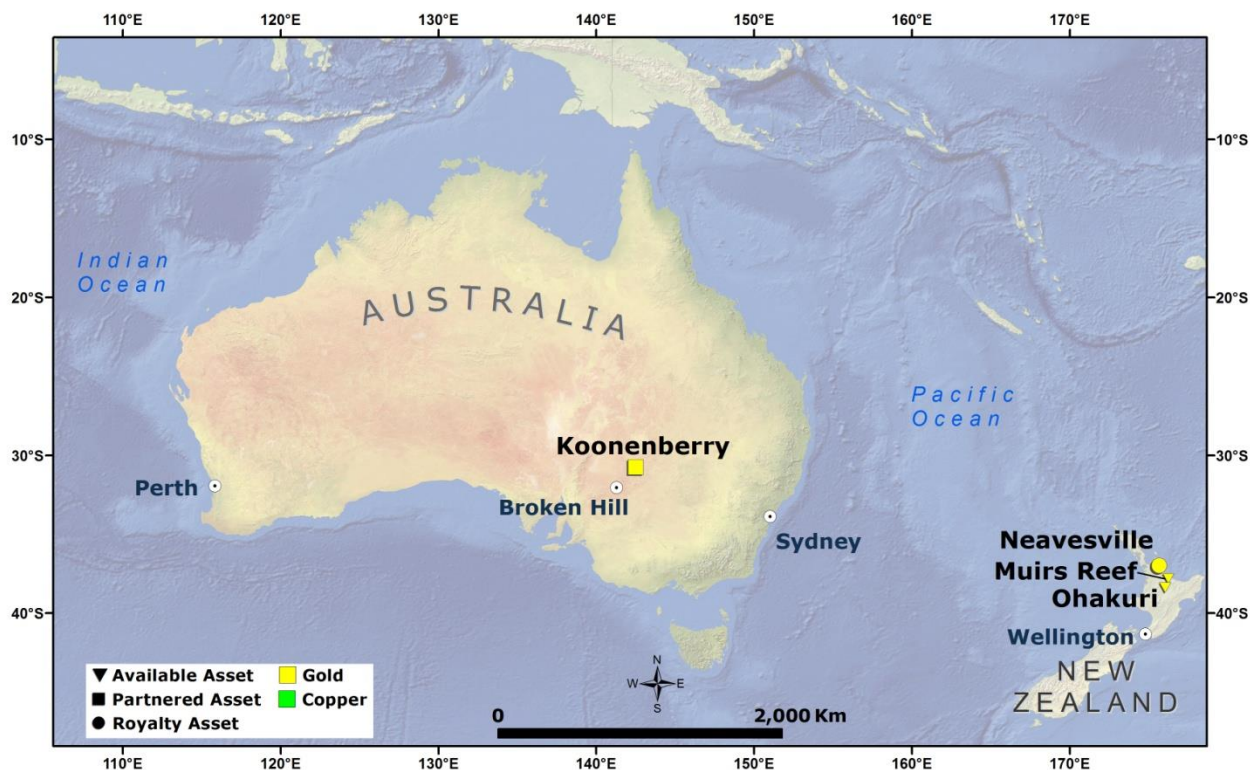 110°E 120°E 130°E 140°E 150°E 160°E 170°E
10°S 10°S
Indian
Ocean
20°S 20°S
AUSTRALIA
Pacific
Ocean
Koonenberry
30°S 30°S
Perth
Broken Hill
Sydney
Neavesville
Muirs Reef
Ohakuri
40°S 40°S
Wellington
NEW
ZEALAND
Available Asset Gold
Partnered Asset Copper
Royalty Asset
N
W E
S
0 2,000 Km
110°E 120°E 130°E 140°E 150°E 160°E 170°E